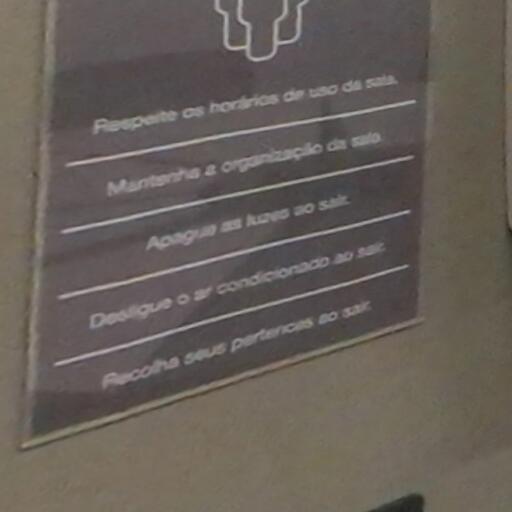 Respeite os horários de uso da sala.
Mantenha a organização da sala.
Apague as luzes ao sair.
Desligue o ar condicionado ao sair.
Recolha seus pertences ao sair.